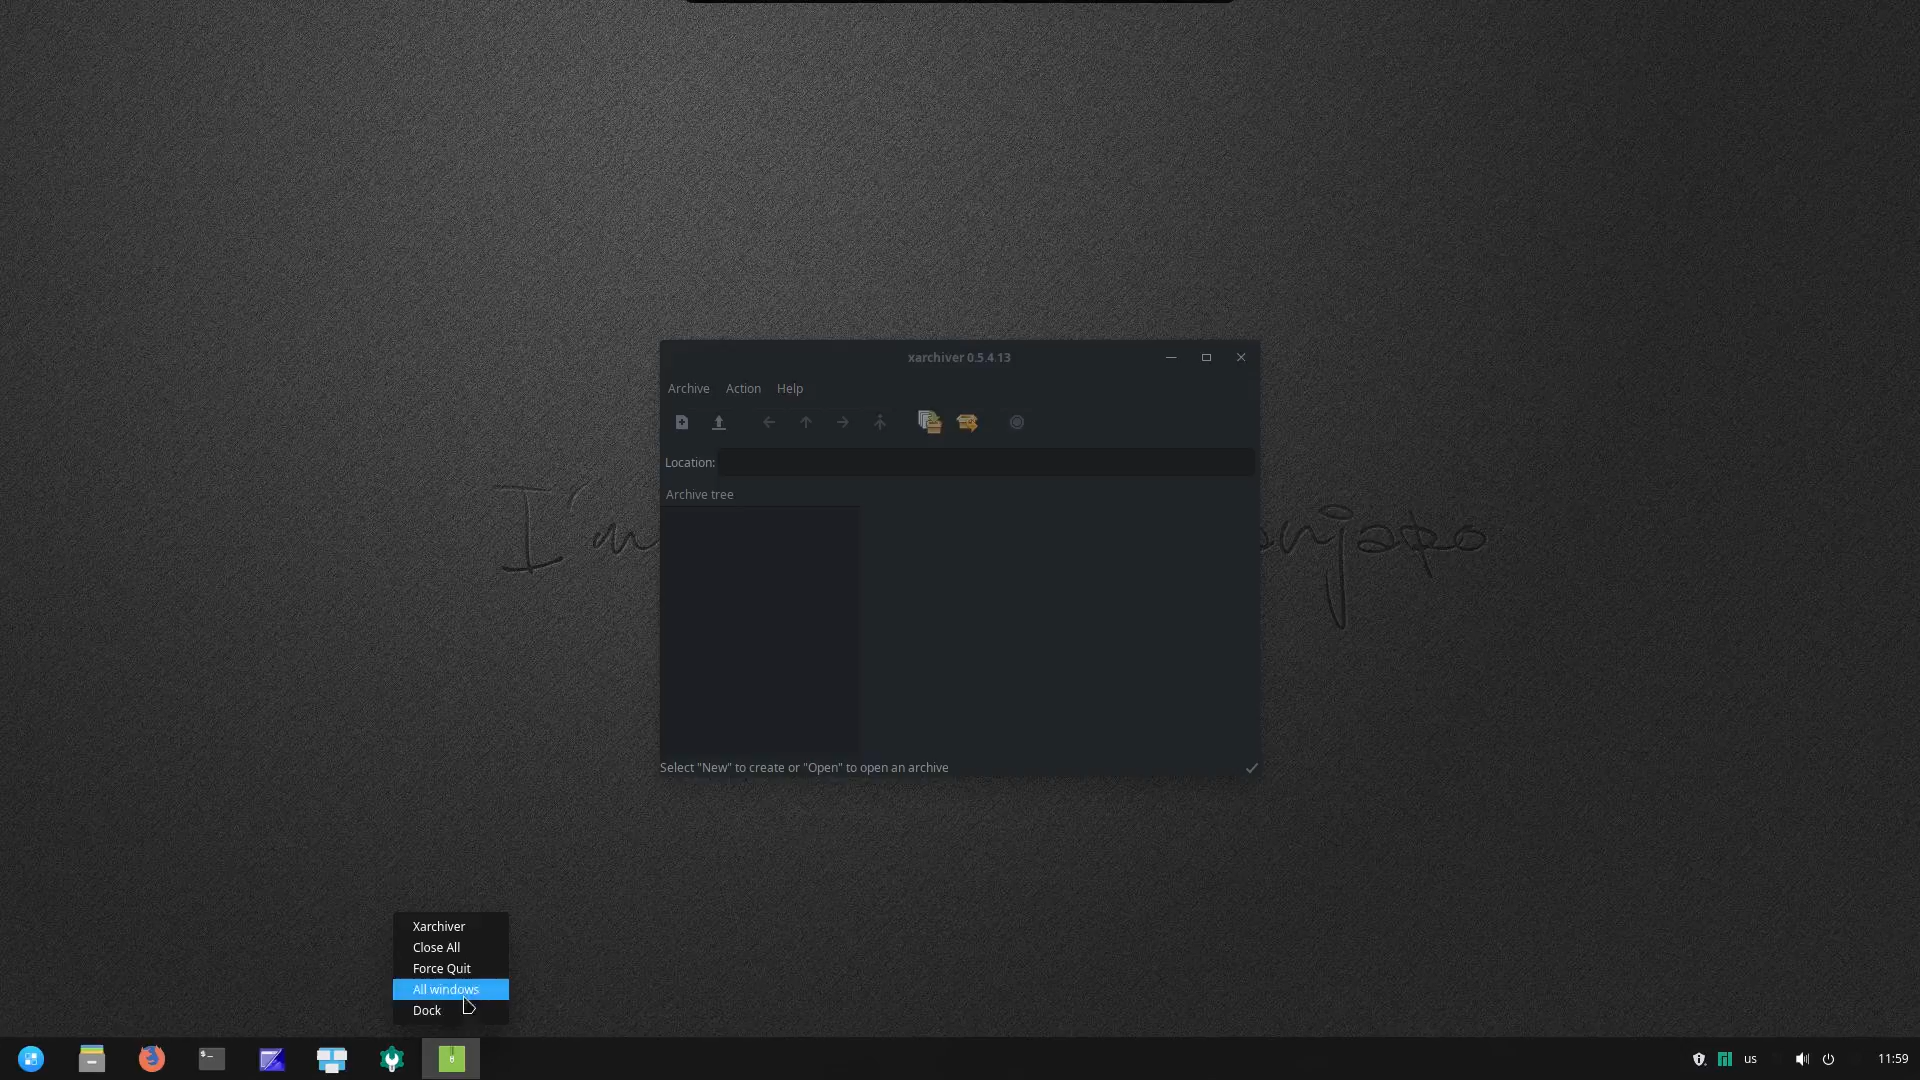 xarchiver 0.5.4.13
Archive Action Help
Location:
Archive tree
I'm
Select "New" to create or "Open" to open an archive
Xarchiver
Close All
Force Quit
All windows
Dock
$_
us
11:59